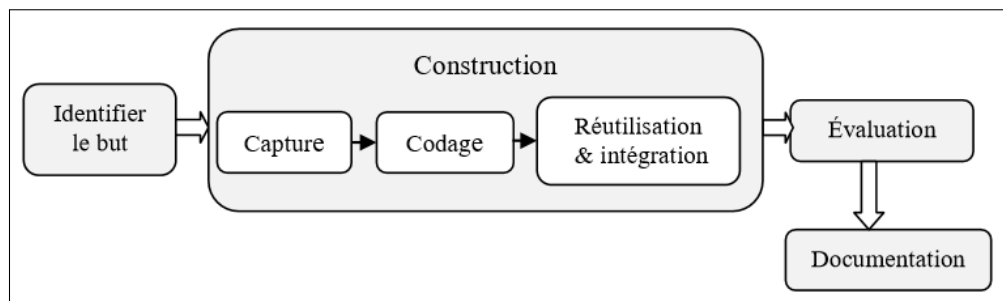 Construction
Identifier
le but
Capture
Codage
Réutilisation
& intégration
Évaluation
Documentation